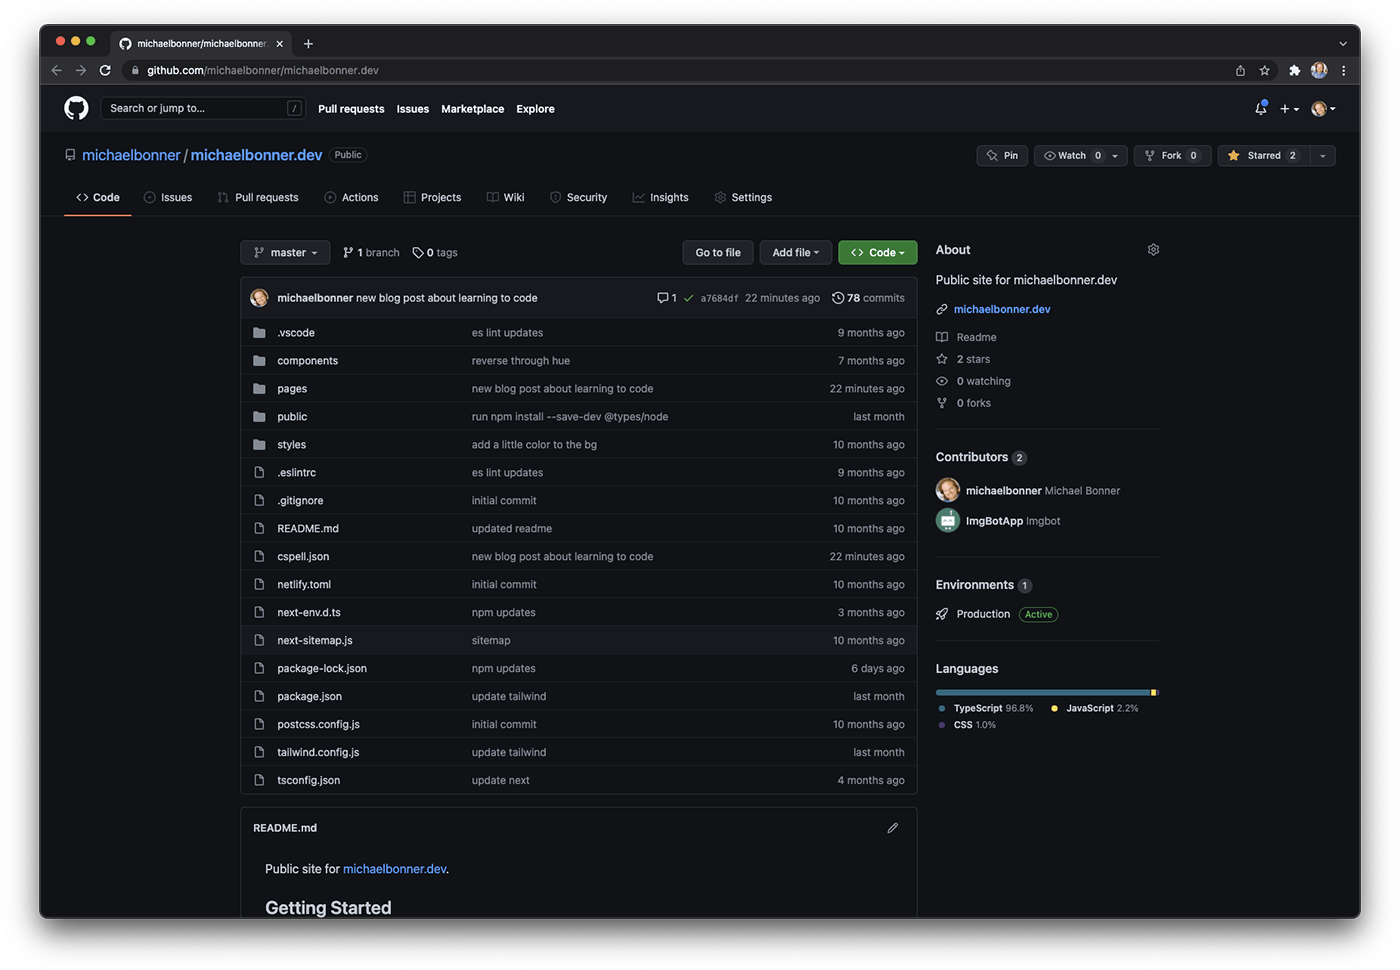 michaelbonner/michaelbonner.
github.com/michaelbonner/michaelbonner.dev
Search or jump to... / Pull requests Issues Marketplace Explore
michaelbonner / michaelbonner.dev Public Pin Watch 0 Fork 0 Starred 2
Code Issues Pull requests Actions Projects Wiki Security Insights Settings
master 1 branch 0 tags Go to file Add file Code
michaelbonner new blog post about learning to code 1 a7684df 22 minutes ago 78 commits
.vscode es lint updates 9 months ago
components reverse through hue 7 months ago
pages new blog post about learning to code 22 minutes ago
public run npm install --save-dev @types/node last month
styles add a little color to the bg 10 months ago
.eslintrc es lint updates 9 months ago
.gitignore initial commit 10 months ago
README.md updated readme 10 months ago
cspell.json new blog post about learning to code 22 minutes ago
netlify.toml initial commit 10 months ago
next-env.d.ts npm updates 3 months ago
next-sitemap.js sitemap 10 months ago
package-lock.json npm updates 6 days ago
package.json update tailwind last month
postcss.config.js initial commit 10 months ago
tailwind.config.js update tailwind last month
tsconfig.json update next 4 months ago
README.md
Public site for michaelbonner.dev.
Getting Started
About
Public site for michaelbonner.dev
michaelbonner.dev
Readme
2 stars
0 watching
0 forks
Contributors 2
michaelbonner Michael Bonner
ImgBotApp Imgbot
Environments 1
Production Active
Languages
TypeScript 96.8% JavaScript 2.2%
CSS 1.0%